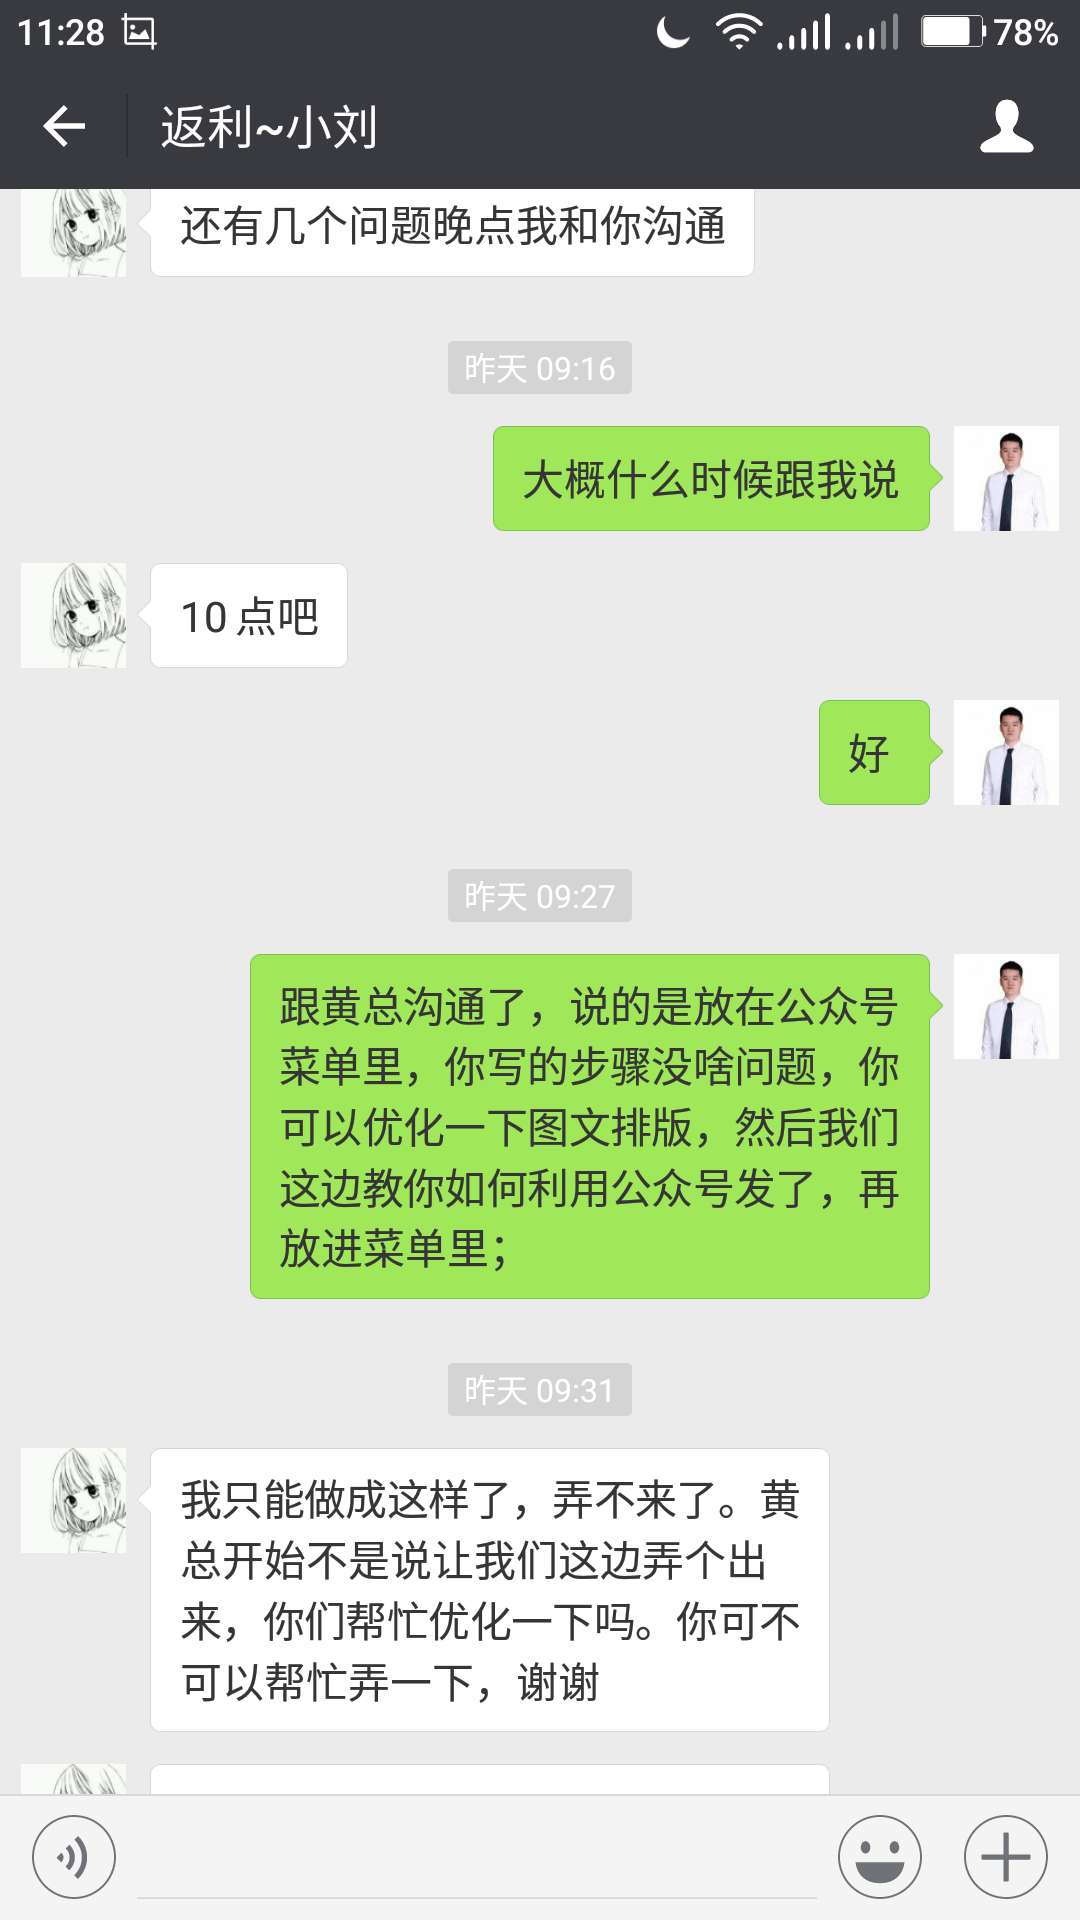 11:28
78%
返利~小刘
还有几个问题晚点我和你沟通
昨天 09:16
大概什么时候跟我说
10 点吧
好
昨天 09:27
跟黄总沟通了，说的是放在公众号
菜单里，你写的步骤没啥问题，你
可以优化一下图文排版，然后我们
这边教你如何利用公众号发了，再
放进菜单里；
昨天 09:31
我只能做成这样了，弄不来了。黄
总开始不是说让我们这边弄个出
来，你们帮忙优化一下吗。你可不
可以帮忙弄一下，谢谢